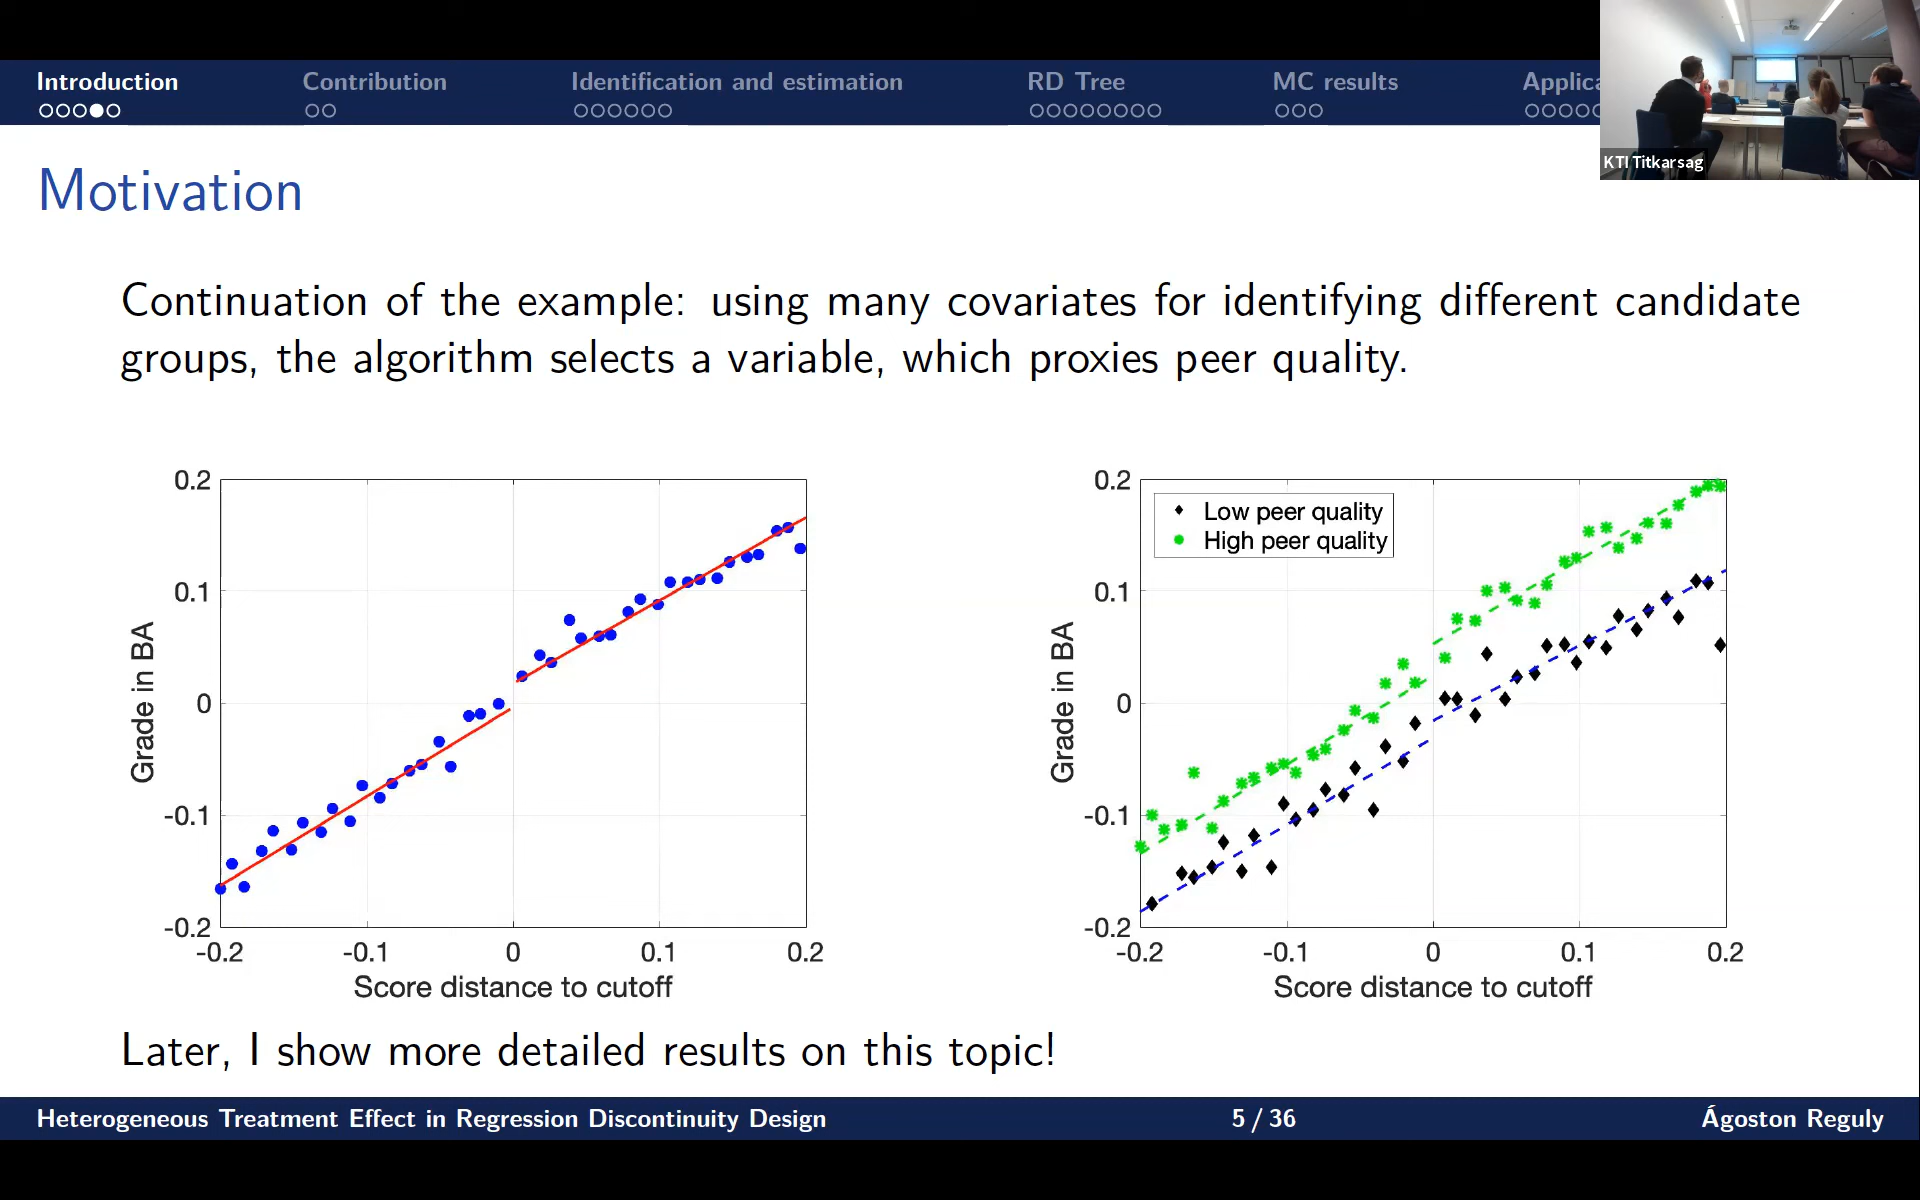 Introduction
Contribution
Identification and estimation
RD Tree
MC results
Applica
KTI Titkarsag
Motivation
Continuation of the example: using many covariates for identifying different candidate
groups, the algorithm selects a variable, which proxies peer quality.
0.2
0.1
0
-0.1
-0.2
-0.2 -0.1 0 0.1 0.2
Grade in BA
Score distance to cutoff
0.2
0.1
0
-0.1
-0.2
-0.2 -0.1 0 0.1 0.2
Grade in BA
Score distance to cutoff
Low peer quality
High peer quality
Later, I show more detailed results on this topic!
Heterogeneous Treatment Effect in Regression Discontinuity Design
5 / 36
Ágoston Reguly